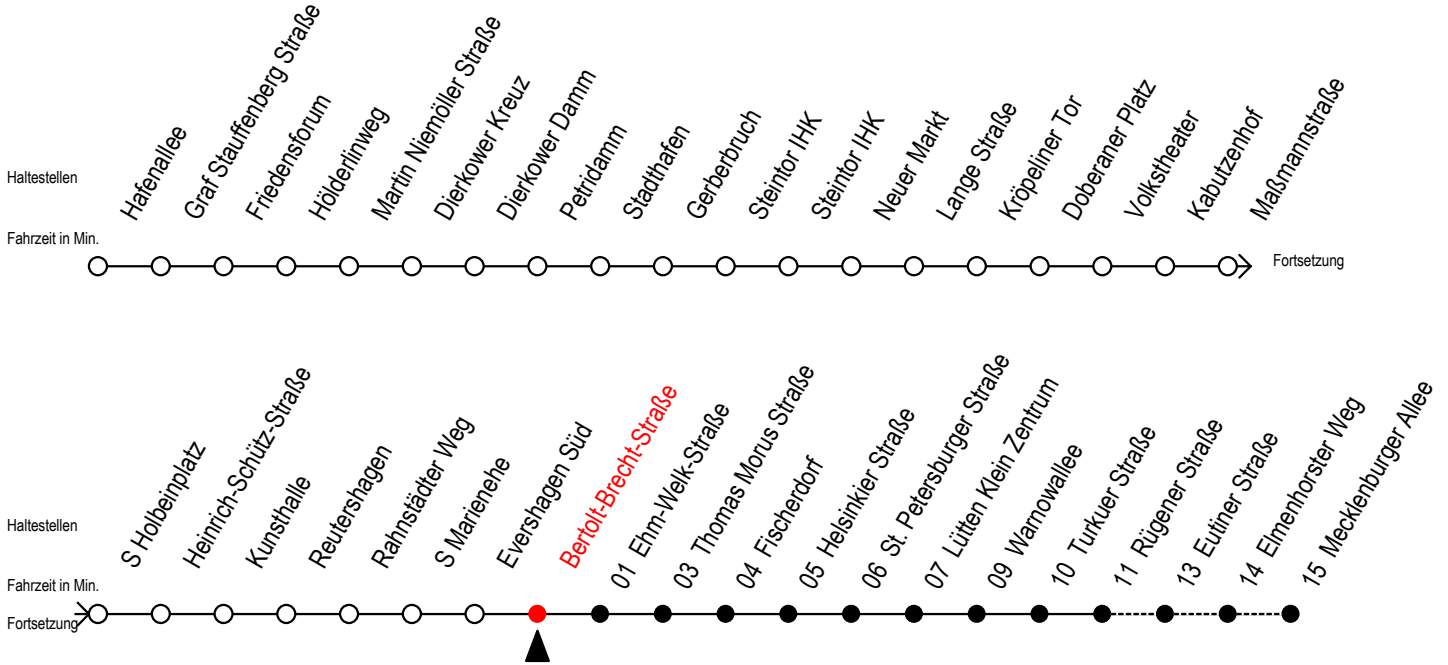 Haltestellen
Hafenallee
Graf Stauffenberg Straße
Friedensforum
Hölderlinweg
Martin Niemöller Straße
Dierkower Kreuz
Dierkower Damm
Petridamm
Stadthafen
Gerberbruch
Steintor IHK
Steintor IHK
Neuer Markt
Lange Straße
Kröpeliner Tor
Doberaner Platz
Volkstheater
Kabutzenhof
Maßmannstraße
Fahrzeit in Min.
Fortsetzung
Haltestellen
S Holbeinplatz
Heinrich-Schütz-Straße
Kunsthalle
Reutershagen
Rahnstädter Weg
S Marienehe
Evershagen Süd
Bertolt-Brecht-Straße
01 Ehm-Welk-Straße
03 Thomas Morus Straße
04 Fischerdorf
05 Helsinkier Straße
06 St. Petersburger Straße
07 Lütten Klein Zentrum
09 Warnowallee
10 Turkuer Straße
11 Rügener Straße
13 Eutiner Straße
14 Elmenhorster Weg
15 Mecklenburger Allee
Fahrzeit in Min.
Fortsetzung